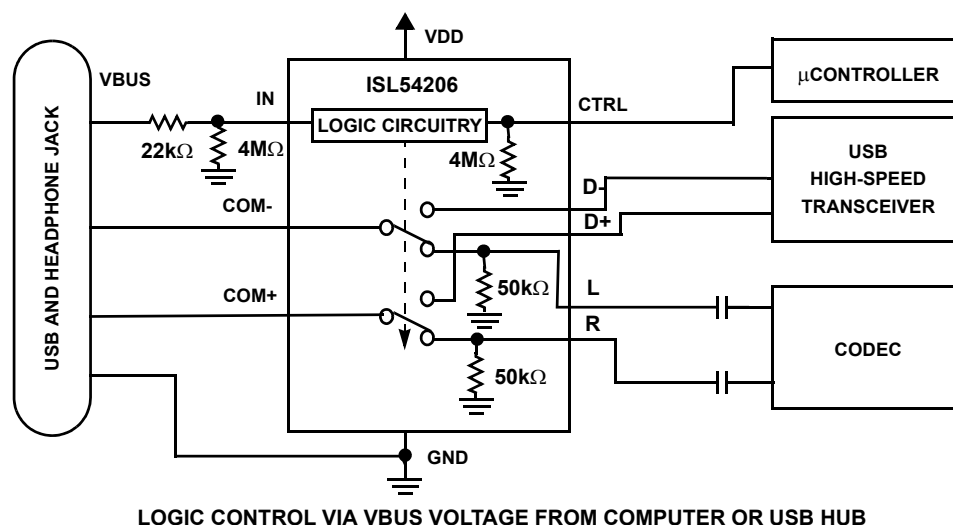 VDD
VBUS
IN
ISL54206
CTRL
µCONTROLLER
LOGIC CIRCUITRY
22kΩ
4MΩ
4MΩ
USB
HIGH-SPEED
TRANSCEIVER
D-
D+
COM-
COM+
50kΩ
L
R
50kΩ
CODEC
USB AND HEADPHONE JACK
GND
LOGIC CONTROL VIA VBUS VOLTAGE FROM COMPUTER OR USB HUB